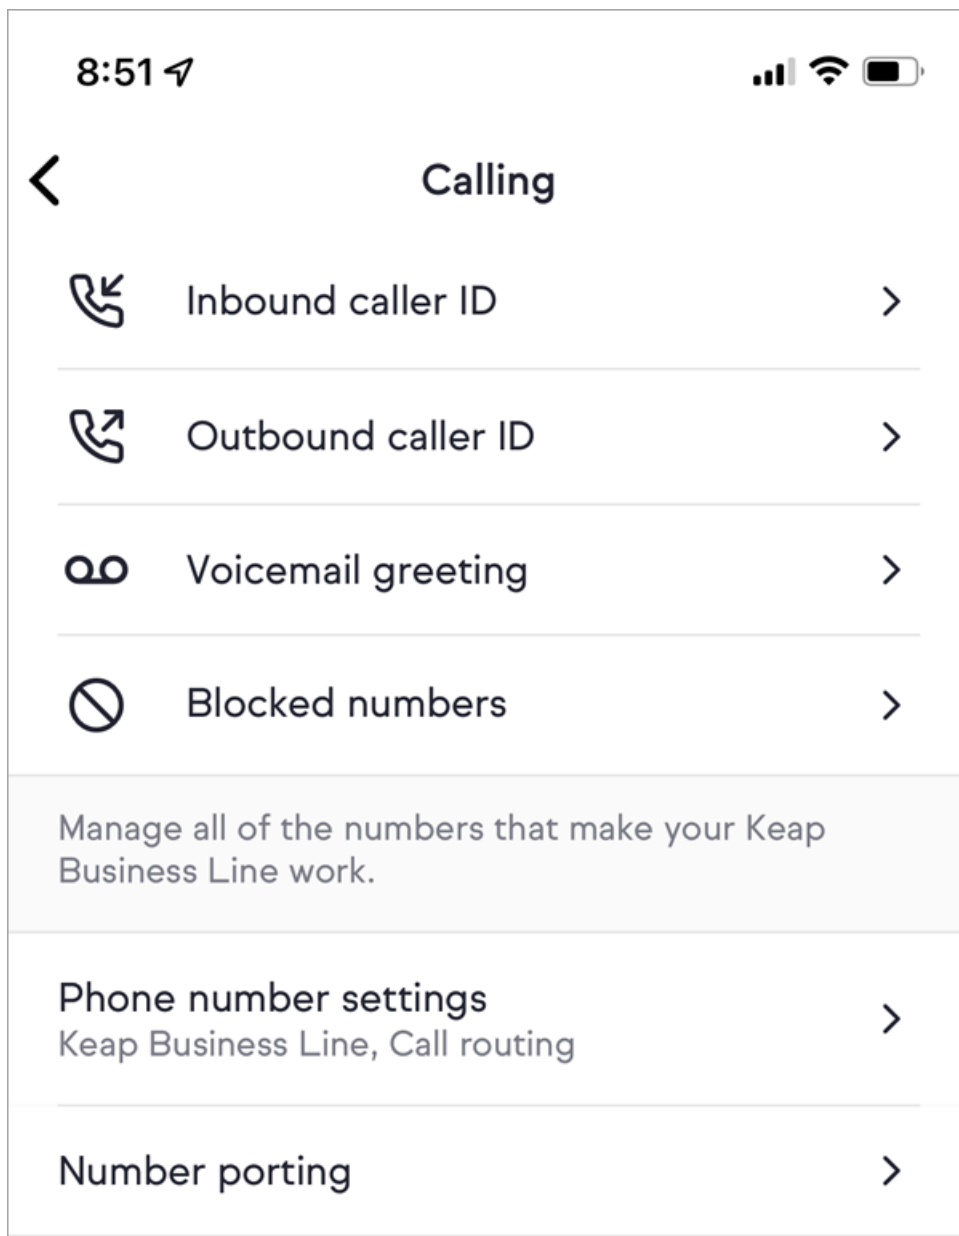 8:51
Calling
Inbound caller ID
Outbound caller ID
Voicemail greeting
Blocked numbers
Manage all of the numbers that make your Keap
Business Line work.
Phone number settings
Keap Business Line, Call routing
Number porting